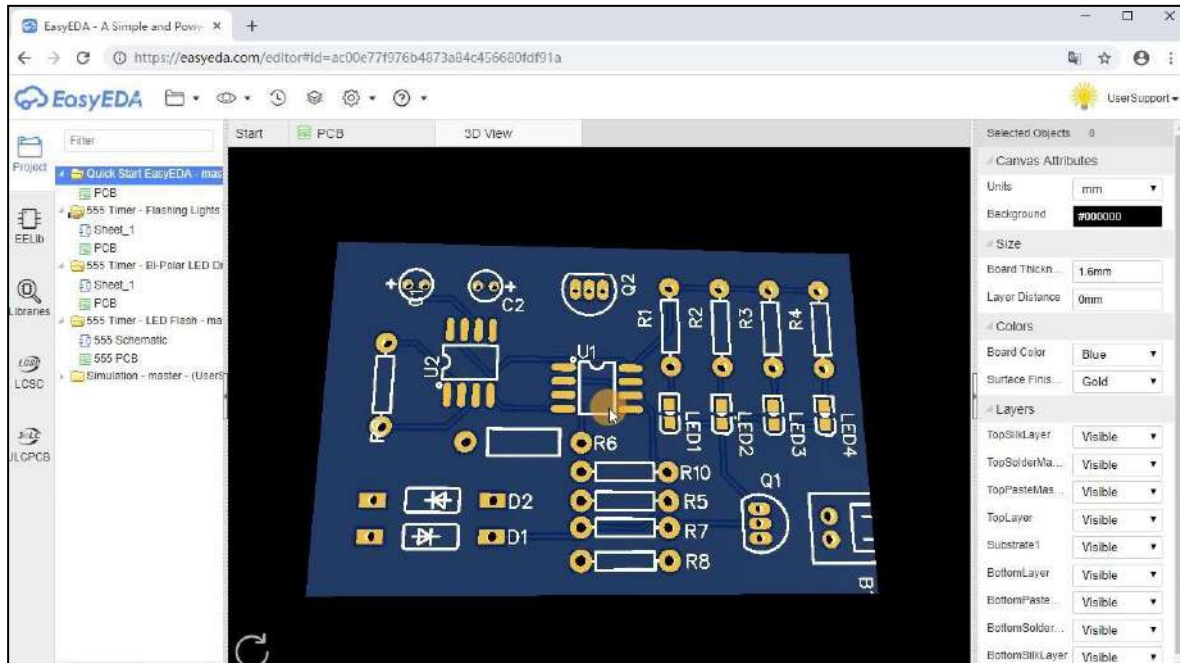 EasyEDA - A Simple and Powe
https://easyeda.com/editor#id=ac00e77f976b4873a84c456680fdf91a
EasyEDA
UserSupport
Project
EELib
Libraries
LCSC
LCSC
JLCPCB
Filter
Quick Start EasyEDA - mas
PCB
555 Timer - Flashing Lights
Sheet_1
PCB
555 Timer - Bi-Polar LED Dr
Sheet_1
PCB
555 Timer - LED Flash - ma
555 Schematic
555 PCB
Simulation - master - (UserS
Start PCB 3D View
C2
Q2
R1 R2 R3 R4
U2
U1
LED1 LED2 LED3 LED4
R6
R10
Q1
D2
R5
D1
R7
R8
Selected Objects 0
Canvas Attributes
Units mm
Background #000000
Size
Board Thickn... 1.6mm
Layer Distance 0mm
Colors
Board Color Blue
Surface Finis... Gold
Layers
TopSilkLayer Visible
TopSolderMa... Visible
TopPasteMas... Visible
TopLayer Visible
Substrate1 Visible
BottomLayer Visible
BottomPaste... Visible
BottomSolder... Visible
BottomSilkLayer Visible